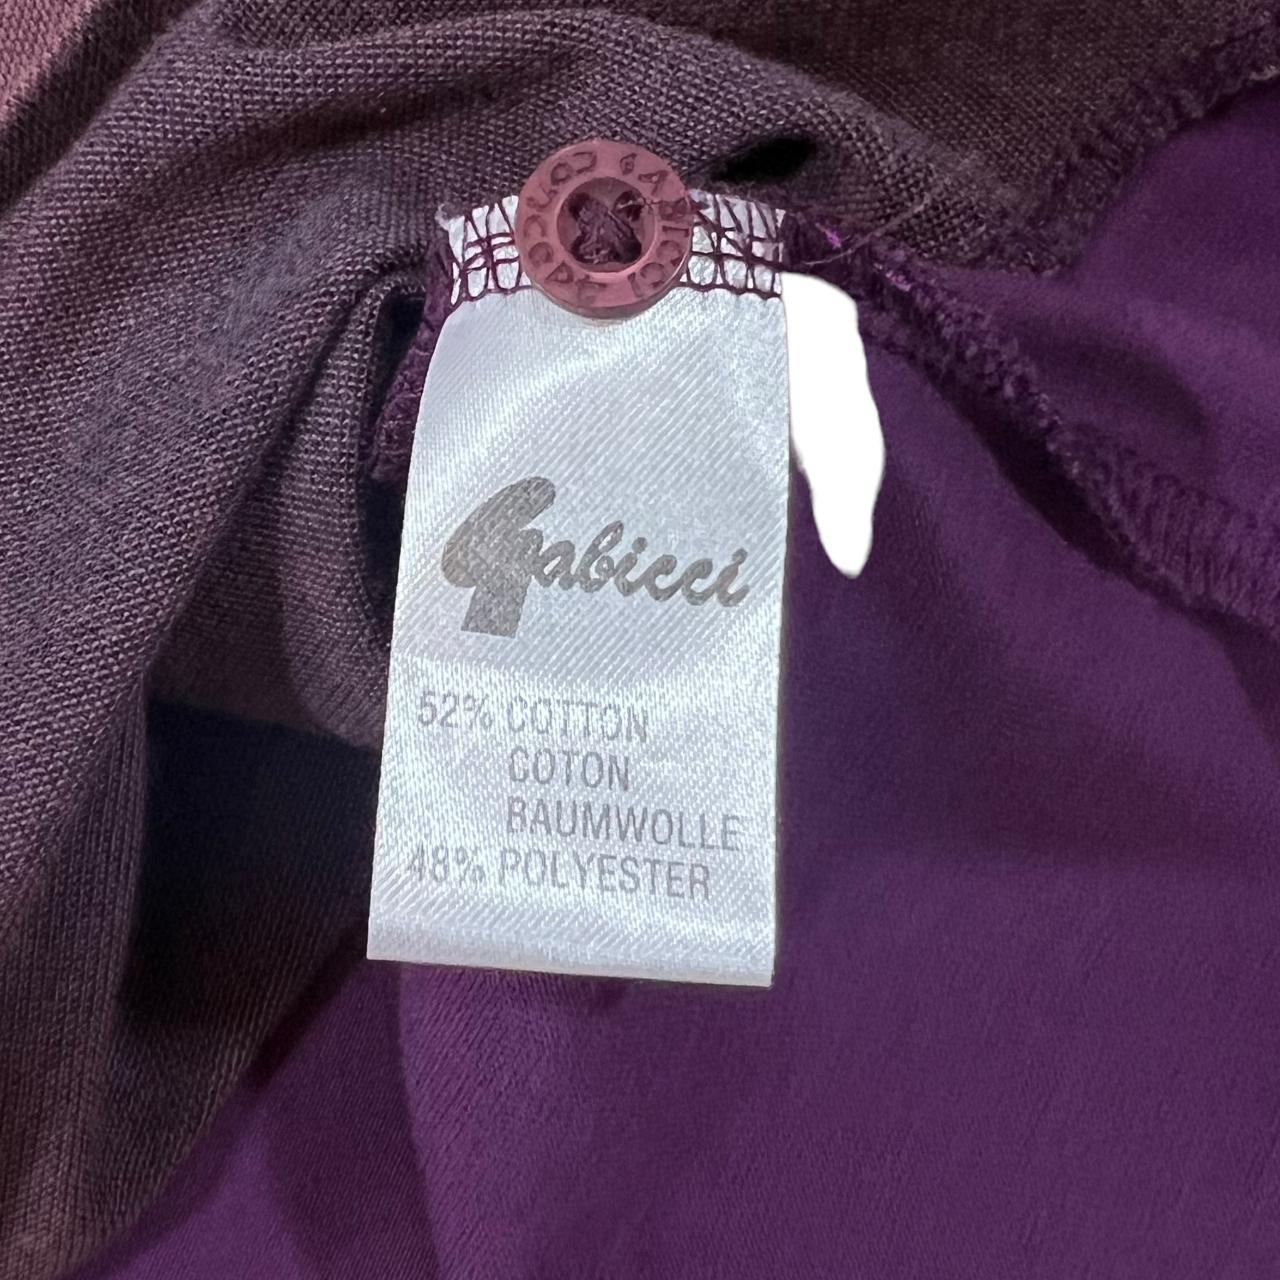 Gabicci
52% COTTON
COTON
BAUMWOLLE
48% POLYESTER